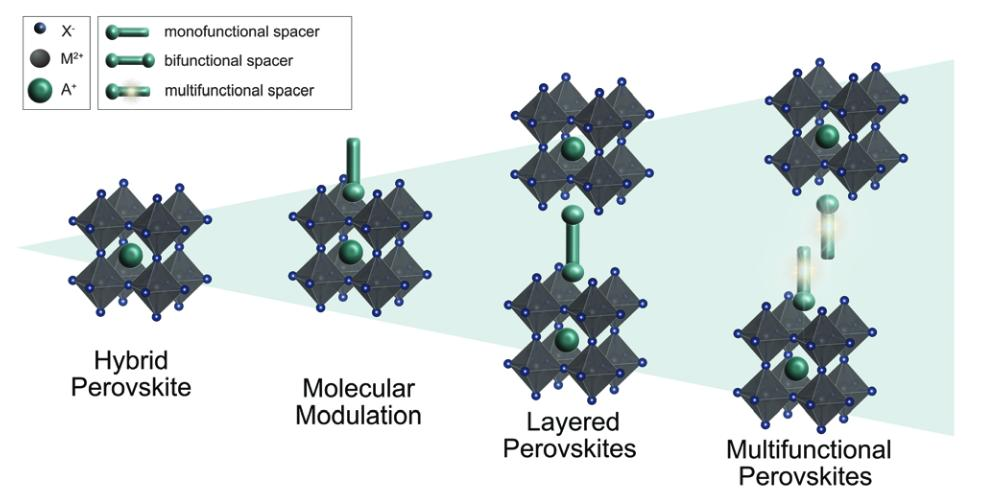 X⁻
M²⁺
A⁺
monofunctional spacer
bifunctional spacer
multifunctional spacer
Hybrid
Perovskite
Molecular
Modulation
Layered
Perovskites
Multifunctional
Perovskites